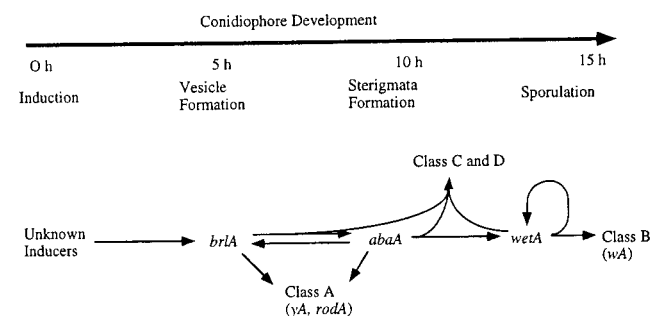 Conidiophore Development
O h
5 h
10 h
15 h
Induction
Vesicle
Formation
Sterigmata
Formation
Sporulation
Class C and D
Unknown
Inducers
brlA
abaA
wetA
Class B
(wA)
Class A
(yA, rodA)